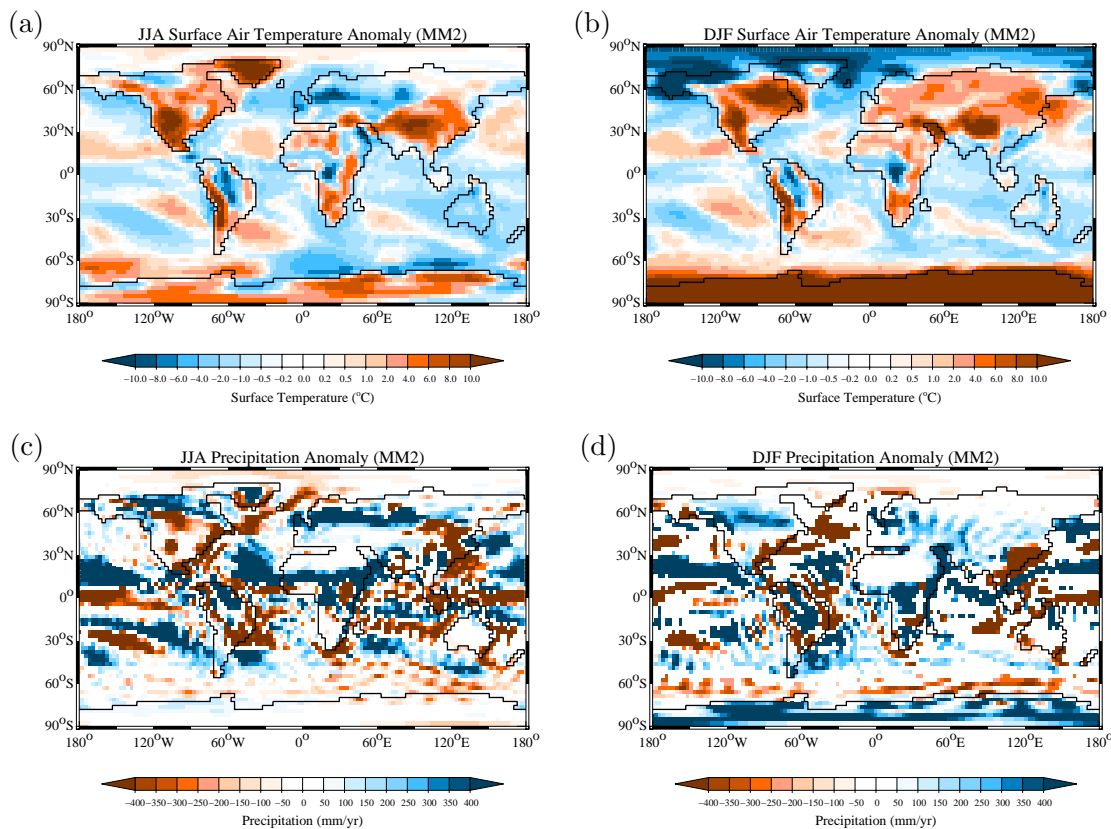 (a)
JJA Surface Air Temperature Anomaly (MM2)
90°N
60°N
30°N
0°
30°S
60°S
90°S
180° 120°W 60°W 0° 60°E 120°E 180°
−10.0 −8.0 −6.0 −4.0 −2.0 −1.0 −0.5 −0.2 0.0 0.2 0.5 1.0 2.0 4.0 6.0 8.0 10.0
Surface Temperature (°C)
(b)
DJF Surface Air Temperature Anomaly (MM2)
90°N
60°N
30°N
0°
30°S
60°S
90°S
180° 120°W 60°W 0° 60°E 120°E 180°
−10.0 −8.0 −6.0 −4.0 −2.0 −1.0 −0.5 −0.2 0.0 0.2 0.5 1.0 2.0 4.0 6.0 8.0 10.0
Surface Temperature (°C)
(c)
JJA Precipitation Anomaly (MM2)
90°N
60°N
30°N
0°
30°S
60°S
90°S
180° 120°W 60°W 0° 60°E 120°E 180°
−400 −350 −300 −250 −200 −150 −100 −50 0 50 100 150 200 250 300 350 400
Precipitation (mm/yr)
(d)
DJF Precipitation Anomaly (MM2)
90°N
60°N
30°N
0°
30°S
60°S
90°S
180° 120°W 60°W 0° 60°E 120°E 180°
−400 −350 −300 −250 −200 −150 −100 −50 0 50 100 150 200 250 300 350 400
Precipitation (mm/yr)